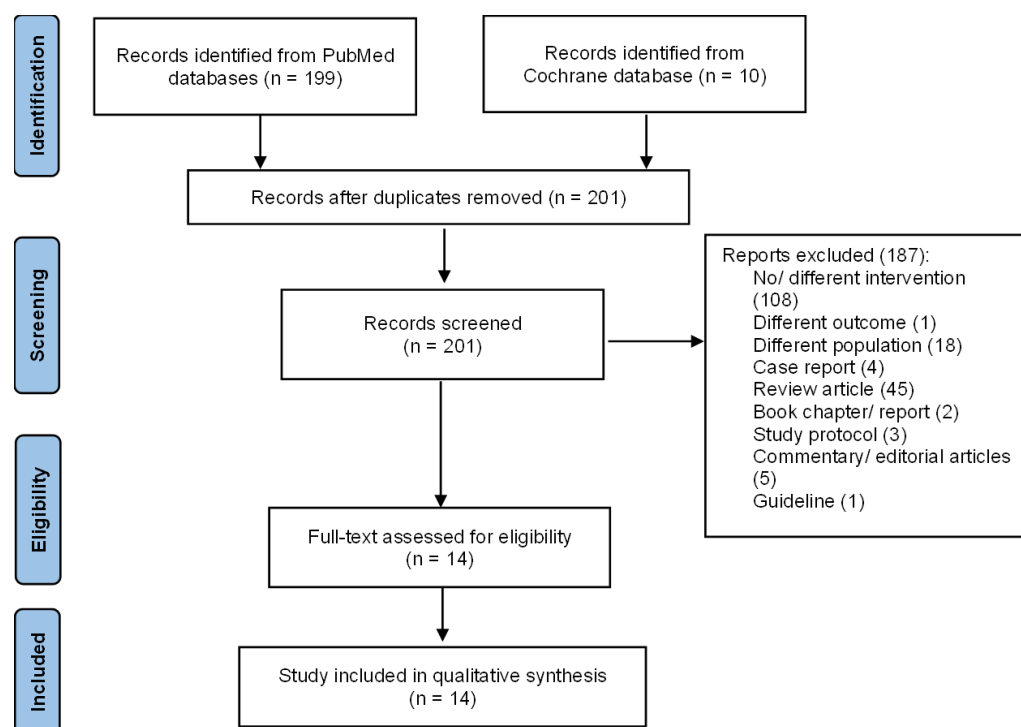 Identification
Records identified from PubMed
databases (n = 199)
Records identified from
Cochrane database (n = 10)
Records after duplicates removed (n = 201)
Screening
Records screened
(n = 201)
Reports excluded (187):
No/ different intervention
(108)
Different outcome (1)
Different population (18)
Case report (4)
Review article (45)
Book chapter/ report (2)
Study protocol (3)
Commentary/ editorial articles
(5)
Guideline (1)
Eligibility
Full-text assessed for eligibility
(n = 14)
Included
Study included in qualitative synthesis
(n = 14)